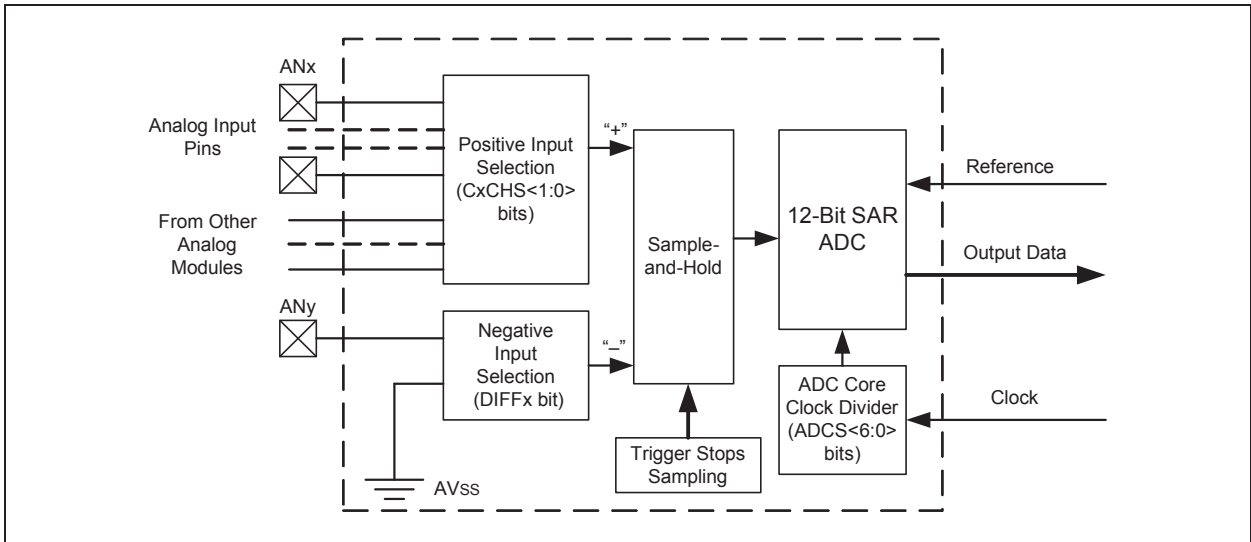 ANx
Analog Input
Pins
From Other
Analog
Modules
ANy
Positive Input
Selection
(CxCHS<1:0>
bits)
“+”
Negative
Input
Selection
(DIFFx bit)
“–”
AVSS
Sample-
and-Hold
Trigger Stops
Sampling
12-Bit SAR
ADC
ADC Core
Clock Divider
(ADCS<6:0>
bits)
Reference
Output Data
Clock